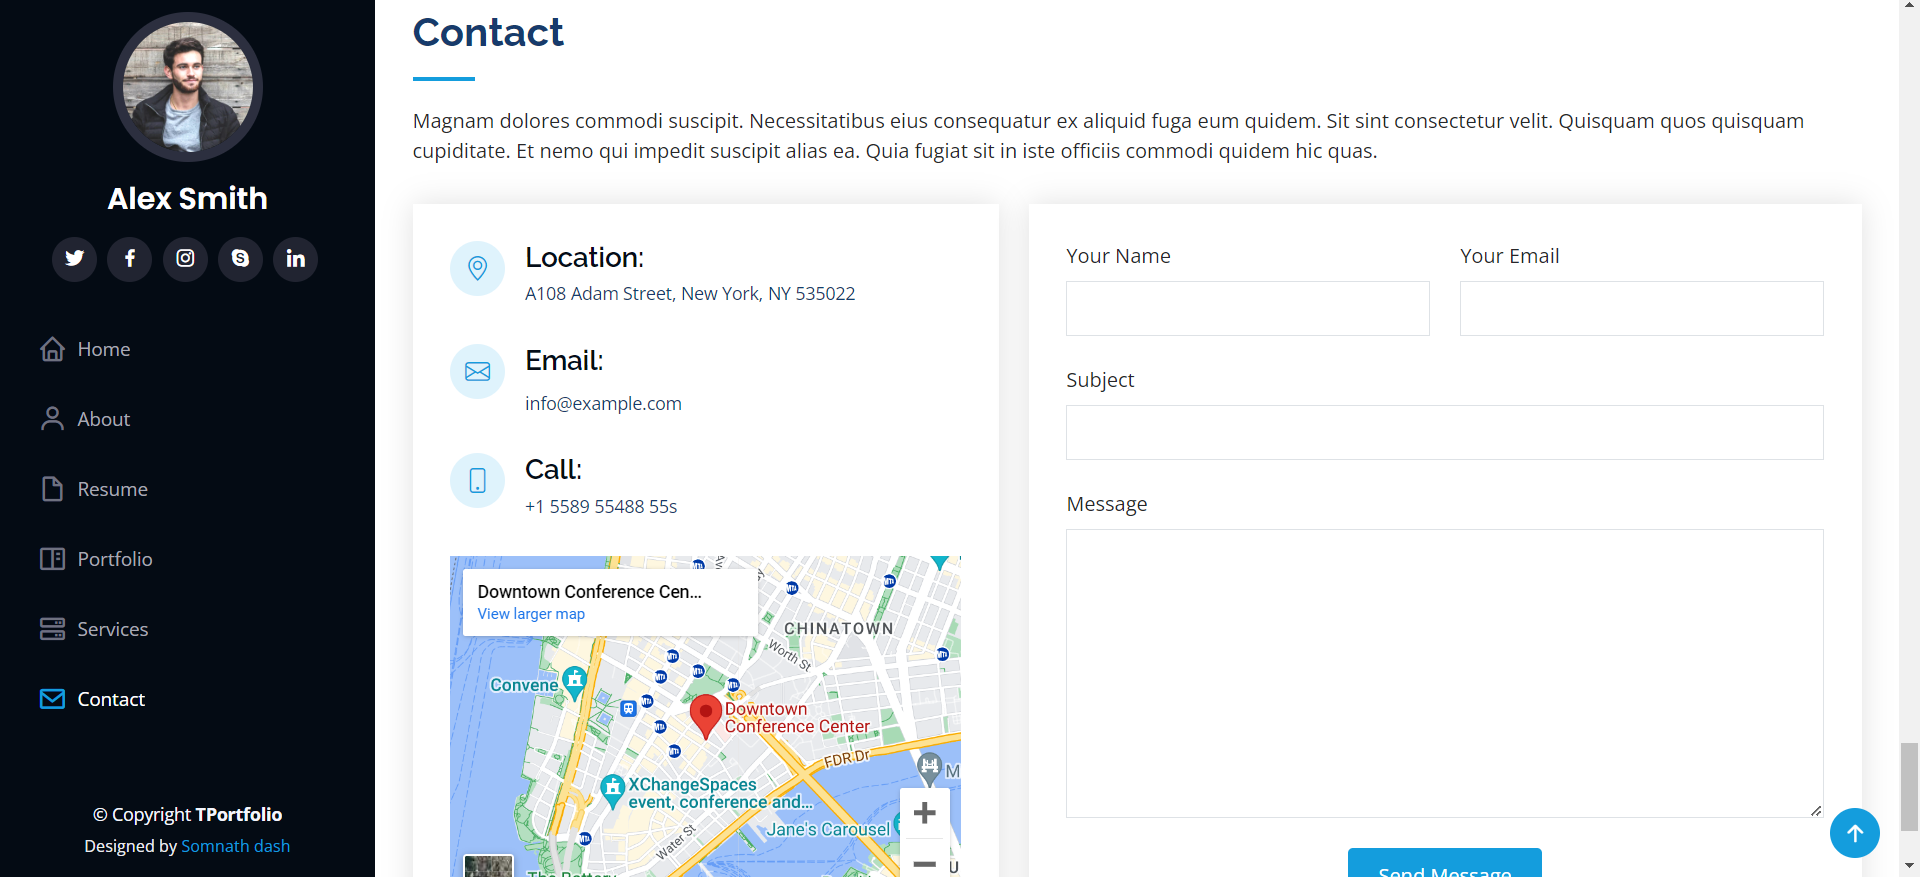 Alex Smith
Home
About
Resume
Portfolio
Services
Contact
© Copyright TPortfolio
Designed by Somnath dash
Contact
Magnam dolores commodi suscipit. Necessitatibus eius consequatur ex aliquid fuga eum quidem. Sit sint consectetur velit. Quisquam quos quisquam
cupiditate. Et nemo qui impedit suscipit alias ea. Quia fugiat sit in iste officiis commodi quidem hic quas.
Location:
A108 Adam Street, New York, NY 535022
Email:
info@example.com
Call:
+1 5589 55488 55s
Downtown Conference Cen...
View larger map
CHINATOWN
Worth St
Convene
Downtown
Conference Center
FDR Dr
M
XChangeSpaces
event, conference and...
Jane's Carousel
Water St
The Battery
U
Your Name
Your Email
Subject
Message
Send Message